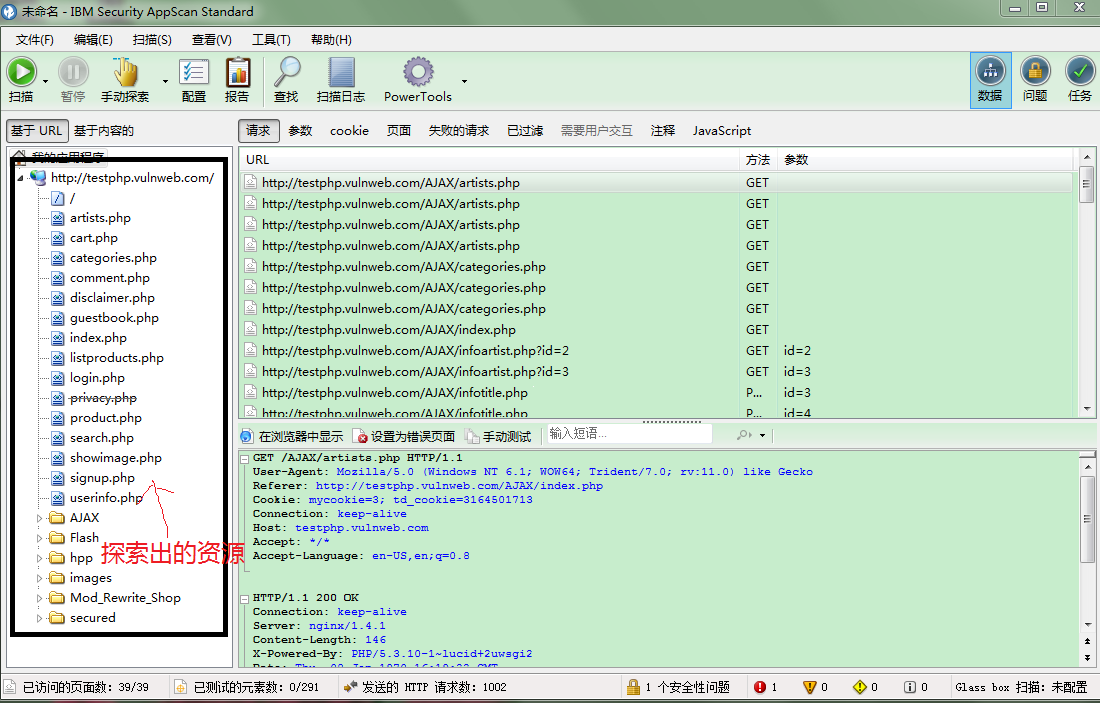 未命名 - IBM Security AppScan Standard
文件(F) 编辑(E) 扫描(S) 查看(V) 工具(T) 帮助(H)
扫描 暂停 手动探索 配置 报告 查找 扫描日志 PowerTools 数据 问题 任务
基于 URL 基于内容的
请求 参数 cookie 页面 失败的请求 已过滤 需要用户交互 注释 JavaScript
我的应用程序
http://testphp.vulnweb.com/
/
artists.php
cart.php
categories.php
comment.php
disclaimer.php
guestbook.php
index.php
listproducts.php
login.php
privacy.php
product.php
search.php
showimage.php
signup.php
userinfo.php
AJAX
Flash
hpp
images
Mod_Rewrite_Shop
secured
探索出的资源
URL 方法 参数
http://testphp.vulnweb.com/AJAX/artists.php GET
http://testphp.vulnweb.com/AJAX/artists.php GET
http://testphp.vulnweb.com/AJAX/artists.php GET
http://testphp.vulnweb.com/AJAX/artists.php GET
http://testphp.vulnweb.com/AJAX/categories.php GET
http://testphp.vulnweb.com/AJAX/categories.php GET
http://testphp.vulnweb.com/AJAX/categories.php GET
http://testphp.vulnweb.com/AJAX/index.php GET
http://testphp.vulnweb.com/AJAX/infoartist.php?id=2 GET id=2
http://testphp.vulnweb.com/AJAX/infoartist.php?id=3 GET id=3
http://testphp.vulnweb.com/AJAX/infotitle.php P... id=3
http://testphp.vulnweb.com/AJAX/infotitle.php P... id=4
在浏览器中显示 设置为错误页面 手动测试 输入短语...
GET /AJAX/artists.php HTTP/1.1
User-Agent: Mozilla/5.0 (Windows NT 6.1; WOW64; Trident/7.0; rv:11.0) like Gecko
Referer: http://testphp.vulnweb.com/AJAX/index.php
Cookie: mycookie=3; td_cookie=3164501713
Connection: keep-alive
Host: testphp.vulnweb.com
Accept: */*
Accept-Language: en-US,en;q=0.8
HTTP/1.1 200 OK
Connection: keep-alive
Server: nginx/1.4.1
Content-Length: 146
X-Powered-By: PHP/5.3.10-1~lucid+2uwsgi2
已访问的页面数: 39/39 已测试的元素数: 0/291 发送的 HTTP 请求数: 1002 1 个安全性问题 1 0 0 0 Glass box 扫描: 未配置